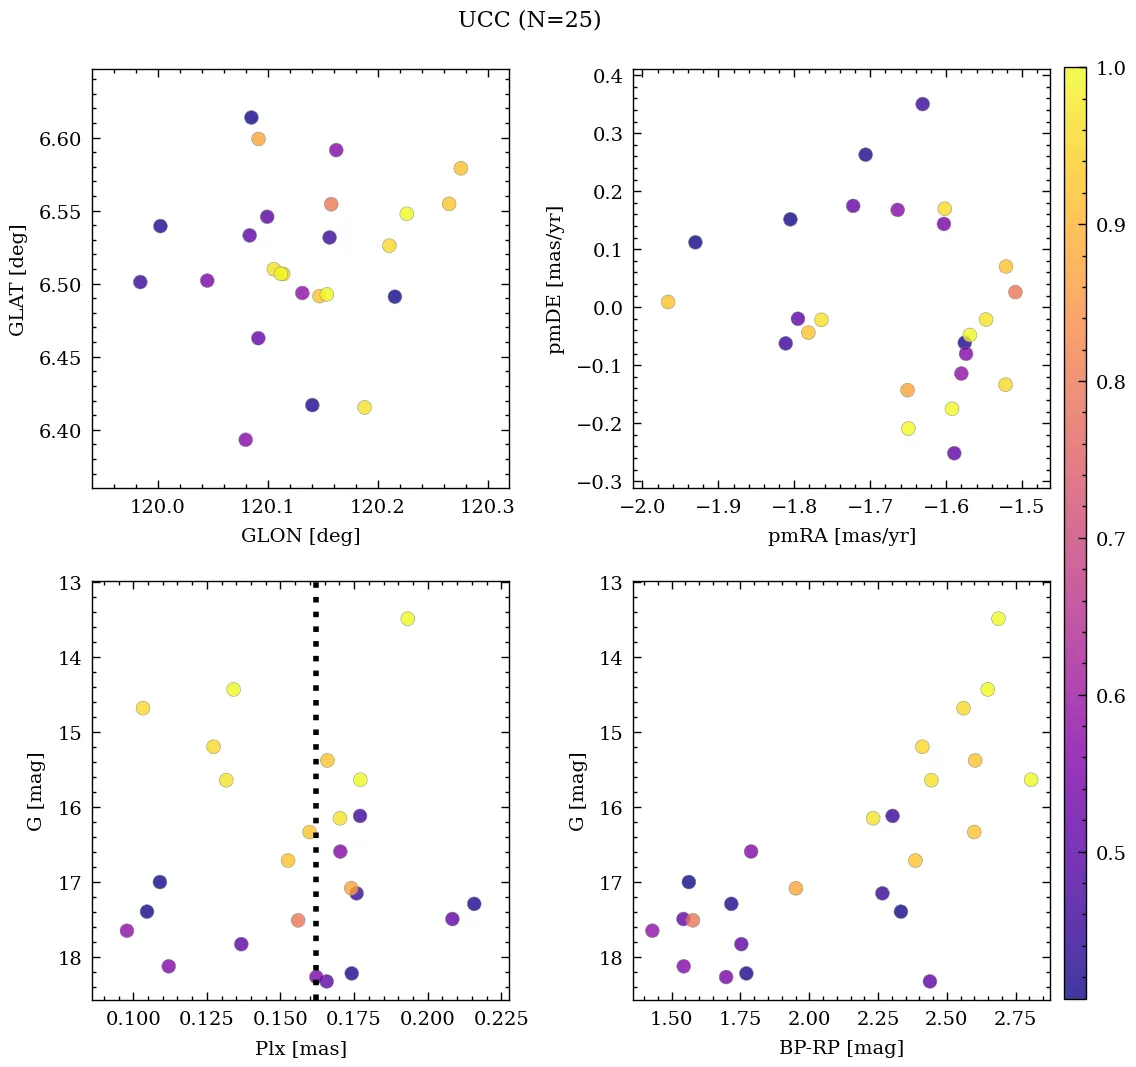 UCC (N=25)
6.60
6.55
6.50
6.45
6.40
GLAT [deg]
120.0 120.1 120.2 120.3
GLON [deg]
0.4
0.3
0.2
0.1
0.0
−0.1
−0.2
−0.3
pmDE [mas/yr]
−2.0 −1.9 −1.8 −1.7 −1.6 −1.5
pmRA [mas/yr]
13
14
15
16
17
18
G [mag]
0.100 0.125 0.150 0.175 0.200 0.225
Plx [mas]
13
14
15
16
17
18
G [mag]
1.50 1.75 2.00 2.25 2.50 2.75
BP-RP [mag]
1.0
0.9
0.8
0.7
0.6
0.5